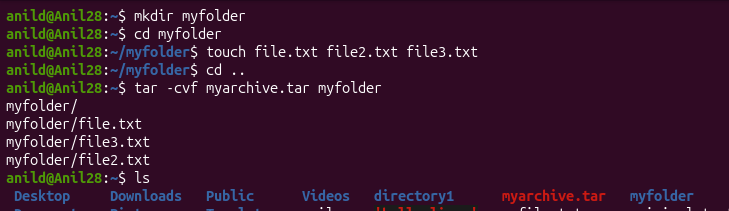 anild@Anil28:~$ mkdir myfolder
anild@Anil28:~$ cd myfolder
anild@Anil28:~/myfolder$ touch file.txt file2.txt file3.txt
anild@Anil28:~/myfolder$ cd ..
anild@Anil28:~$ tar -cvf myarchive.tar myfolder
myfolder/
myfolder/file.txt
myfolder/file3.txt
myfolder/file2.txt
anild@Anil28:~$ ls
Desktop Downloads Public Videos directory1 myarchive.tar myfolder